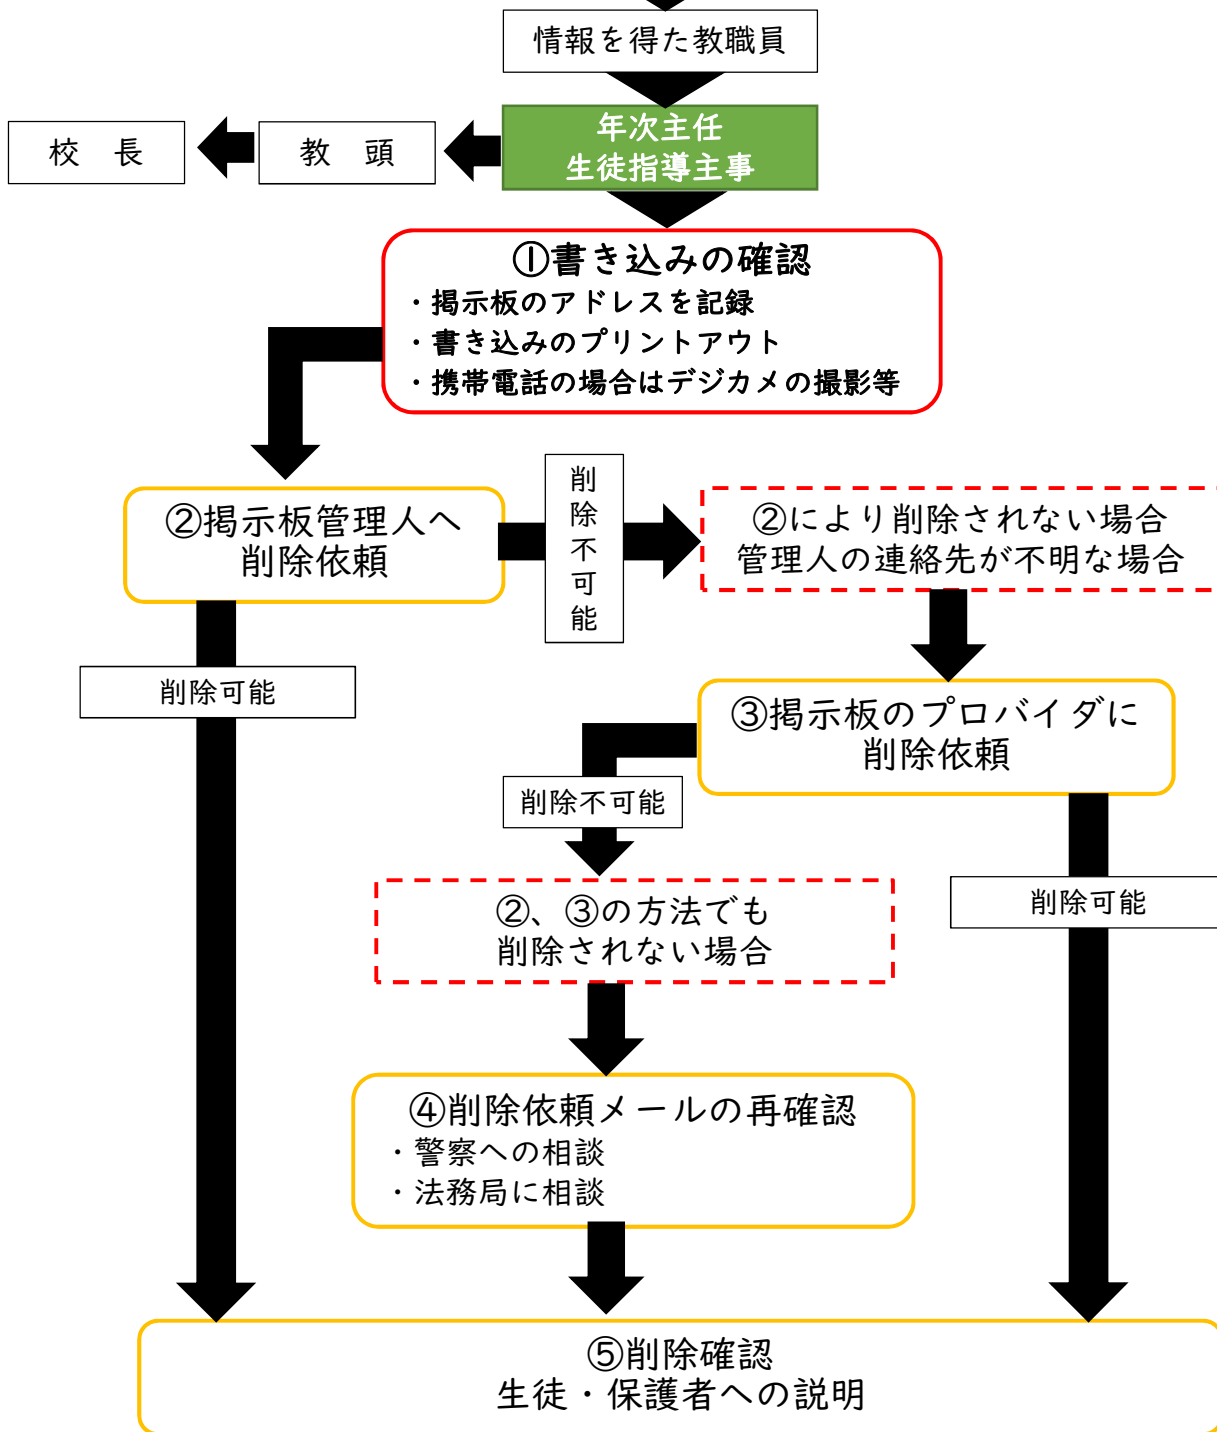 情報を得た教職員
年次主任
生徒指導主事
教　頭
校　長
①書き込みの確認
・掲示板のアドレスを記録
・書き込みのプリントアウト
・携帯電話の場合はデジカメの撮影等
②掲示板管理人へ
削除依頼
削除不可能
②により削除されない場合
管理人の連絡先が不明な場合
削除可能
③掲示板のプロバイダに
削除依頼
削除不可能
削除可能
②、③の方法でも
削除されない場合
④削除依頼メールの再確認
・警察への相談
・法務局に相談
⑤削除確認
生徒・保護者への説明